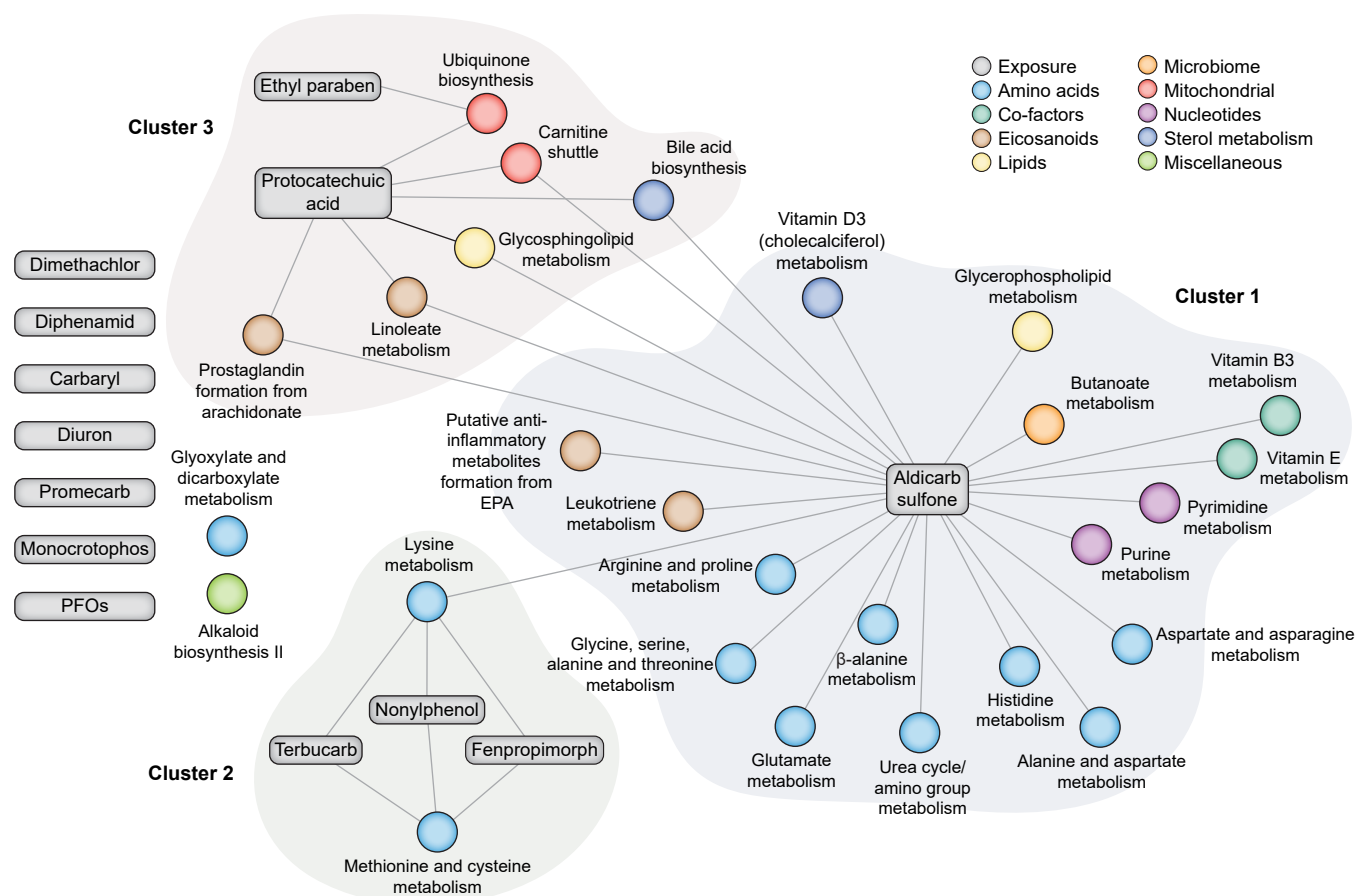 Ubiquinone
biosynthesis
Ethyl paraben
Cluster 3
Carnitine
shuttle
Bile acid
biosynthesis
Protocatechuic
acid
Glycosphingolipid
metabolism
Linoleate
metabolism
Prostaglandin
formation from
arachidonate
Exposure
Amino acids
Co-factors
Eicosanoids
Lipids
Microbiome
Mitochondrial
Nucleotides
Sterol metabolism
Miscellaneous
Dimethachlor
Diphenamid
Carbaryl
Diuron
Promecarb
Monocrotophos
PFOs
Glyoxylate and
dicarboxylate
metabolism
Alkaloid
biosynthesis II
Vitamin D3
(cholecalciferol)
metabolism
Glycerophospholipid
metabolism
Cluster 1
Vitamin B3
metabolism
Butanoate
metabolism
Vitamin E
metabolism
Putative anti-
inflammatory
metabolites
formation from
EPA
Leukotriene
metabolism
Aldicarb
sulfone
Pyrimidine
metabolism
Purine
metabolism
Arginine and proline
metabolism
Glycine, serine,
alanine and threonine
metabolism
β-alanine
metabolism
Aspartate and asparagine
metabolism
Histidine
metabolism
Glutamate
metabolism
Urea cycle/
amino group
metabolism
Alanine and aspartate
metabolism
Lysine
metabolism
Nonylphenol
Terbucarb
Fenpropimorph
Cluster 2
Methionine and cysteine
metabolism